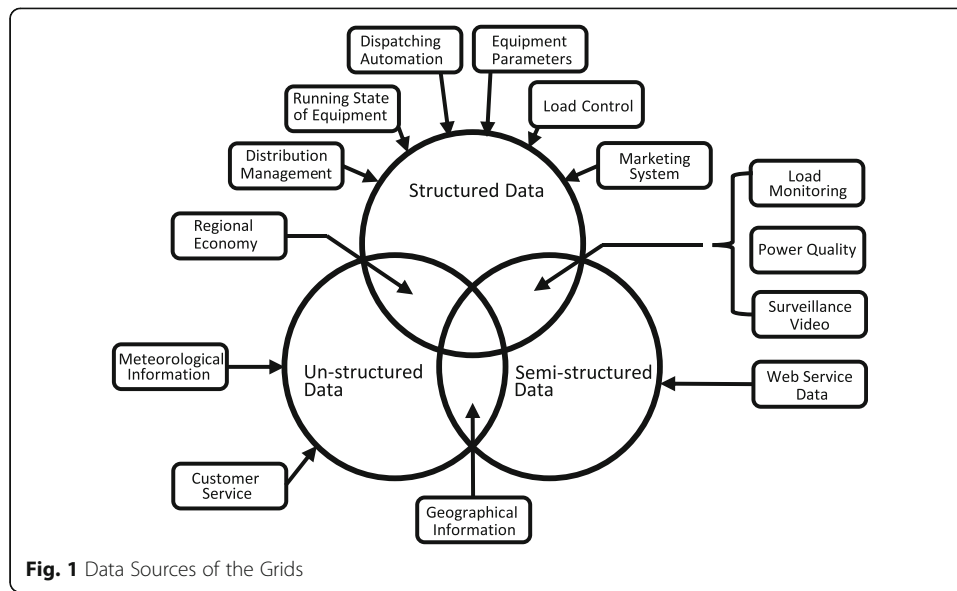 Dispatching
Automation
Equipment
Parameters
Running State
of Equipment
Load Control
Distribution
Management
Marketing
System
Structured Data
Load
Monitoring
Regional
Economy
Power Quality
Surveillance
Video
Meteorological
Information
Un-structured
Data
Semi-structured
Data
Web Service
Data
Customer
Service
Geographical
Information
Fig. 1 Data Sources of the Grids